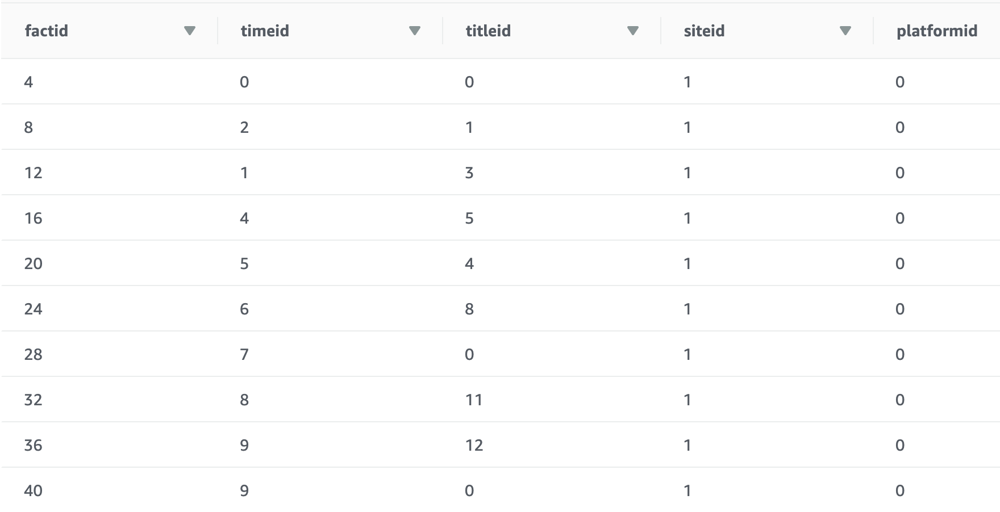 factid timeid titleid siteid platformid
4 0 0 1 0
8 2 1 1 0
12 1 3 1 0
16 4 5 1 0
20 5 4 1 0
24 6 8 1 0
28 7 0 1 0
32 8 11 1 0
36 9 12 1 0
40 9 0 1 0